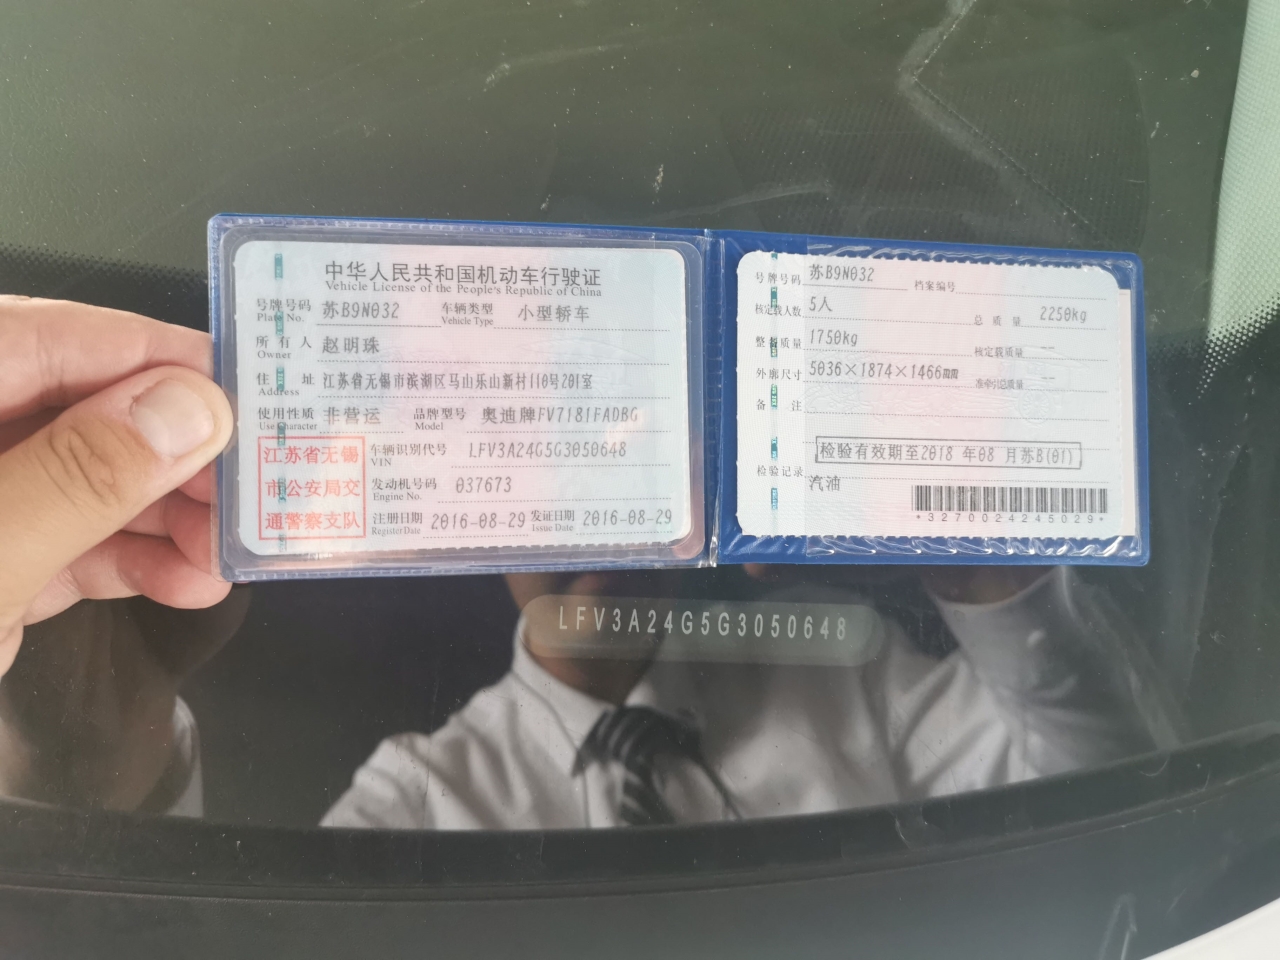 中华人民共和国机动车行驶证
Vehicle License of the People's Republic of China
号牌号码 苏B9N032 车辆类型 小型轿车
Plate No. Vehicle Type
所有人 赵明珠
Owner
住址 江苏省无锡市滨湖区马山乐山新村110号201室
Address
使用性质 非营运 品牌型号 奥迪牌FV7181FADBG
Use Character Model
江苏省无锡
市公安局交
通警察支队
车辆识别代号 LFV3A24G5G3050648
VIN
发动机号码 037673
Engine No.
注册日期 2016-08-29 发证日期 2016-08-29
Register Date Issue Date
号牌号码 苏B9N032 档案编号
核定载人数 5人 总质量 2250kg
整备质量 1750kg 核定载质量 --
外廓尺寸 5036×1874×1466mm 准牵引总质量 --
备注
检验有效期至2018 年08 月苏B(01)
检验记录
汽油
*3270024245029*
LFV3A24G5G3050648